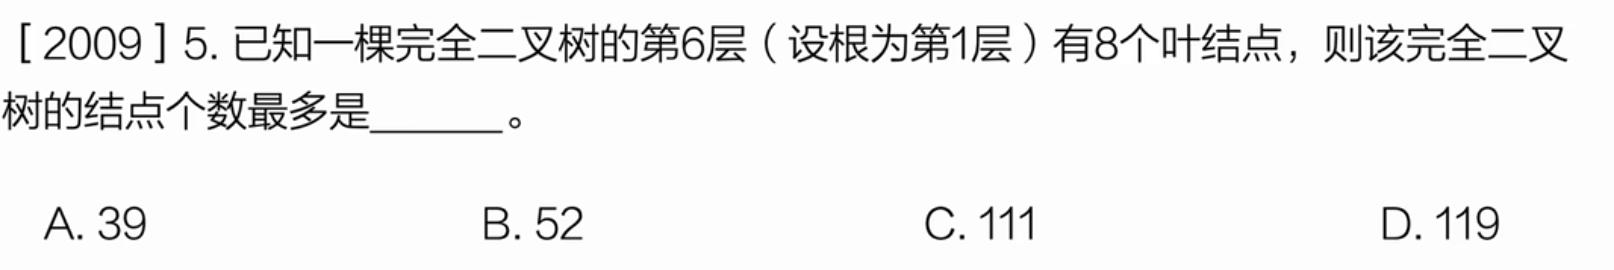 [2009] 5. 已知一棵完全二叉树的第6层（设根为第1层）有8个叶结点，则该完全二叉
树的结点个数最多是______。
A. 39 B. 52 C. 111 D. 119